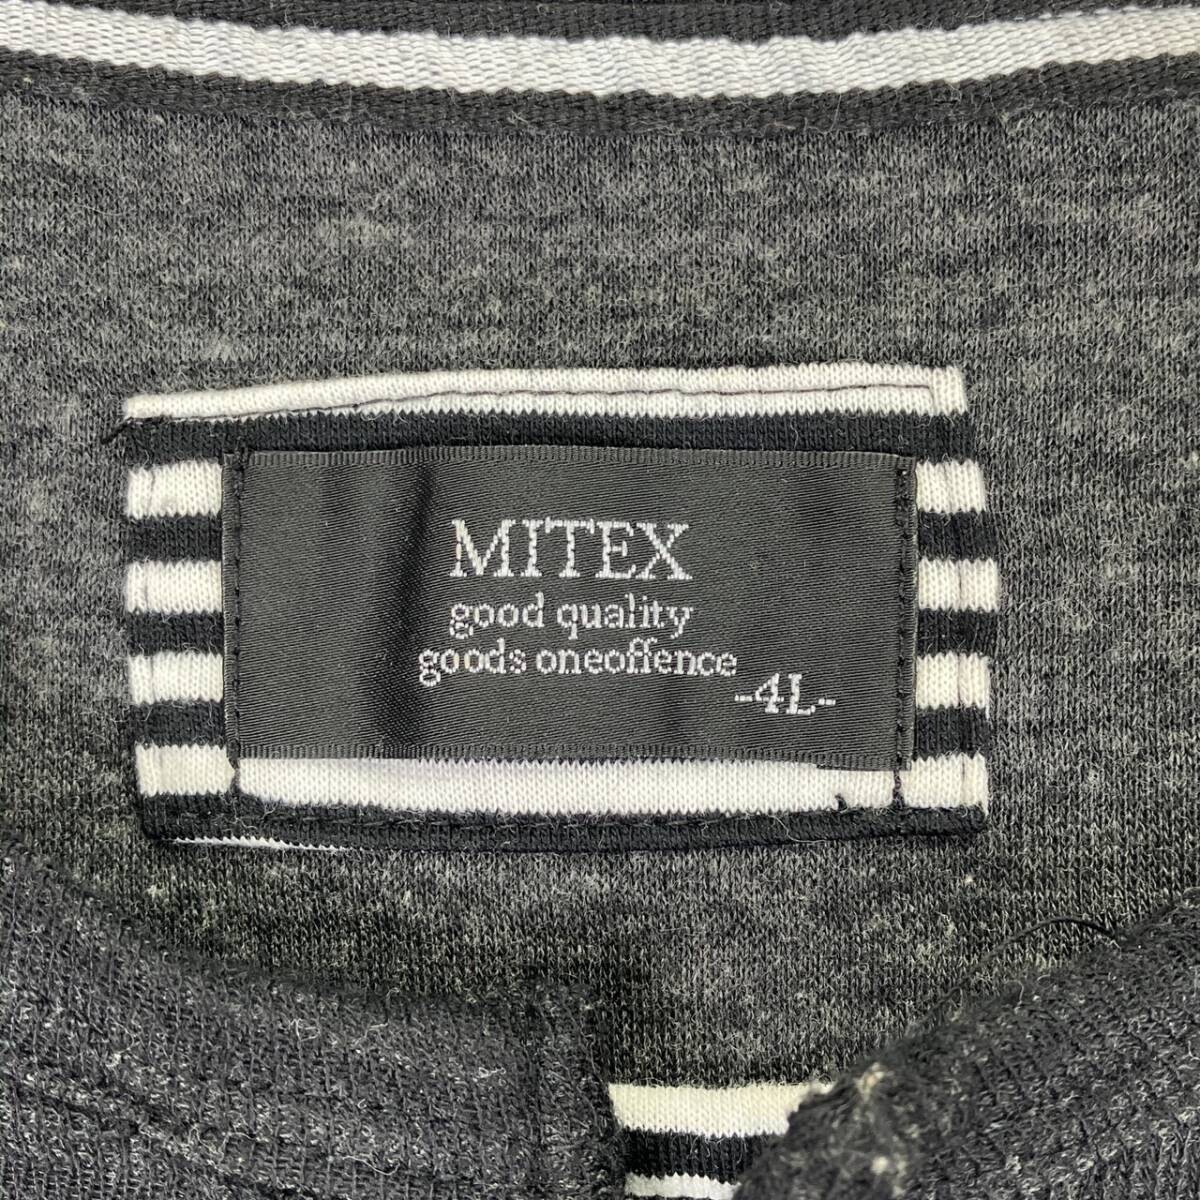 MITEX
good quality
goods oneoffence
-4L-